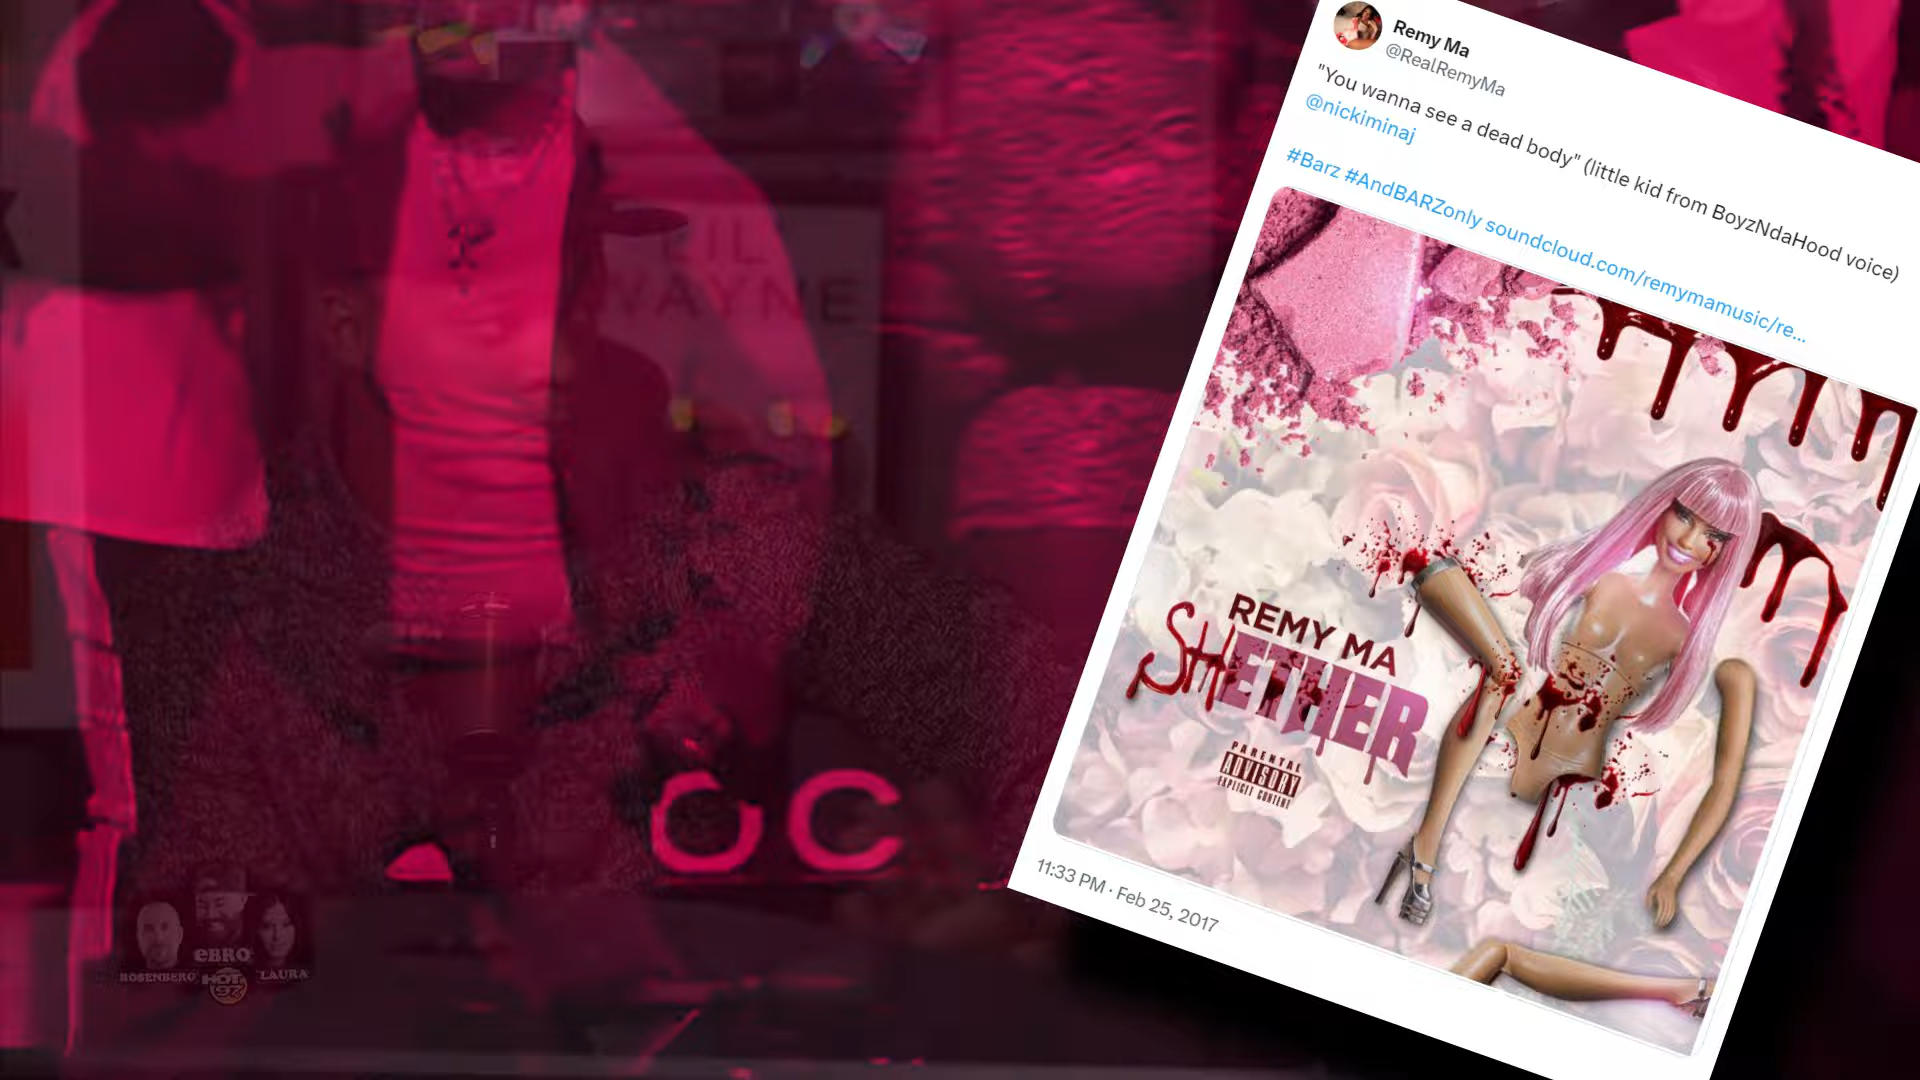 Remy Ma
@RealRemyMa
"You wanna see a dead body" (little kid from BoyzNdaHood voice)
@nickiminaj
#Barz #AndBARZonly soundcloud.com/remymamusic/re...
REMY MA
SHETHER
PARENTAL
ADVISORY
EXPLICIT CONTENT
11:33 PM · Feb 25, 2017
LIL
WAYNE
OC
eBRO
ROSENBERG
LAURA
HOT
97